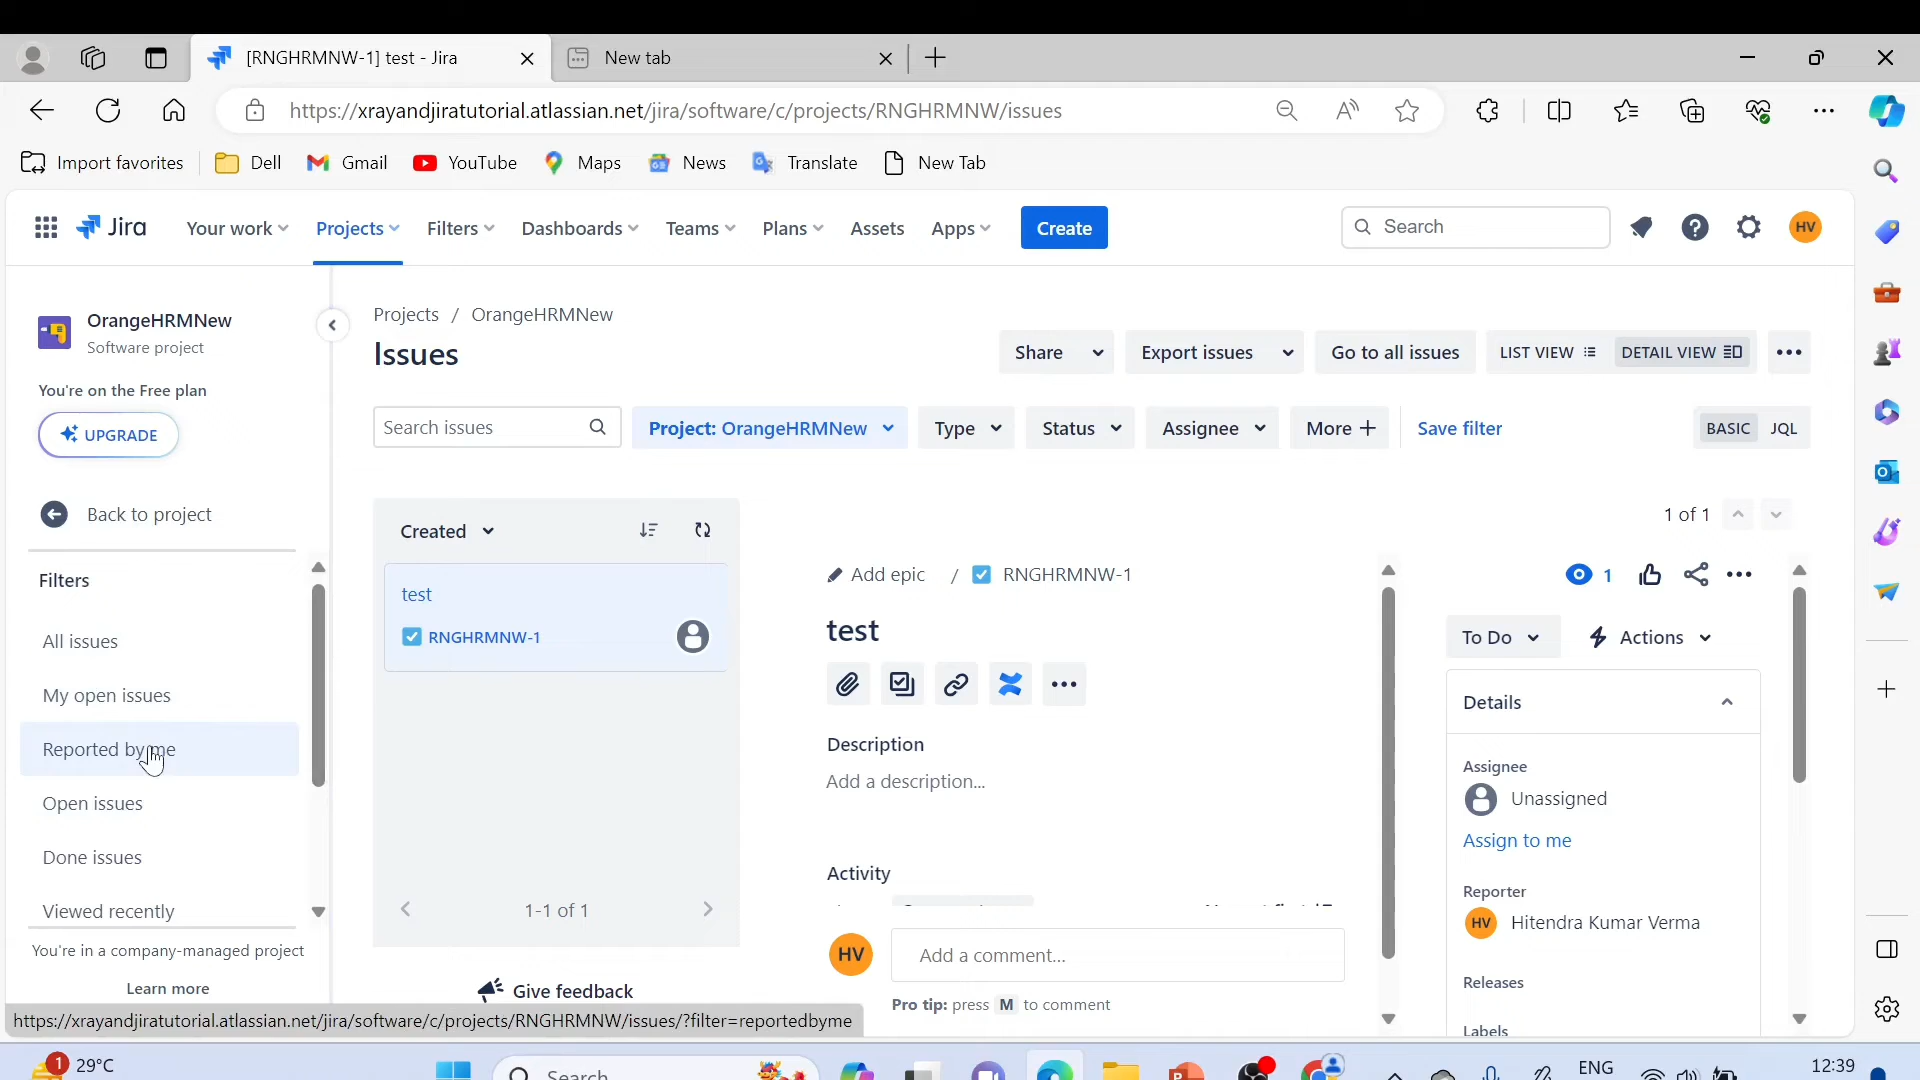 [RNGHRMNW-1] test - Jira
New tab
https://xrayandjiratutorial.atlassian.net/jira/software/c/projects/RNGHRMNW/issues
Import favorites
Dell
Gmail
YouTube
Maps
News
Translate
New Tab
Jira
Your work
Projects
Filters
Dashboards
Teams
Plans
Assets
Apps
Create
Search
HV
OrangeHRMNew
Software project
You're on the Free plan
UPGRADE
Back to project
Filters
All issues
My open issues
Reported by me
Open issues
Done issues
Viewed recently
You're in a company-managed project
Learn more
Projects / OrangeHRMNew
Issues
Share
Export issues
Go to all issues
LIST VIEW
DETAIL VIEW
Search issues
Project: OrangeHRMNew
Type
Status
Assignee
More
Save filter
BASIC
JQL
Created
test
RNGHRMNW-1
1-1 of 1
Give feedback
1 of 1
Add epic / RNGHRMNW-1
test
Description
Add a description...
Activity
HV
Add a comment...
Pro tip: press M to comment
1
To Do
Actions
Details
Assignee
Unassigned
Assign to me
Reporter
HV
Hitendra Kumar Verma
Releases
Labels
https://xrayandjiratutorial.atlassian.net/jira/software/c/projects/RNGHRMNW/issues/?filter=reportedbyme
1
29°C
Search
ENG
12:39